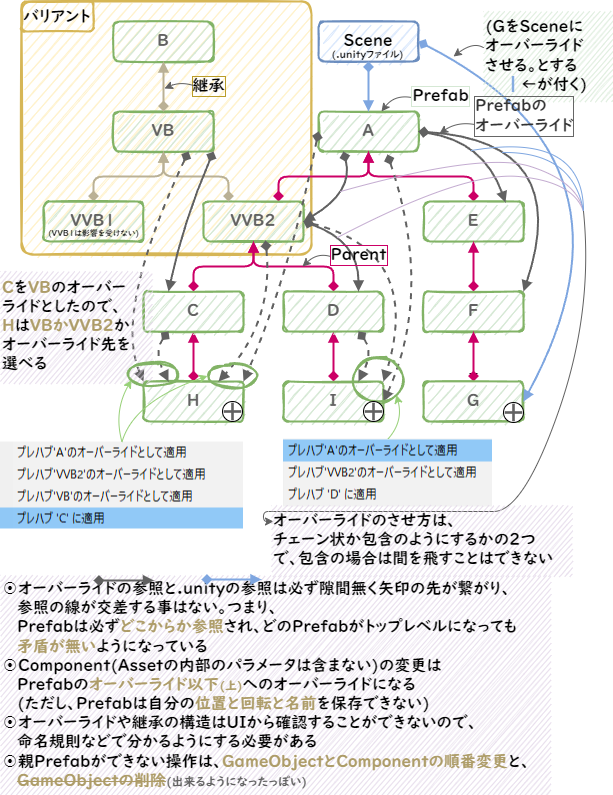 バリアント
B
継承
VB
VVB1
(VVB1は影響を受けない)
VVB2
Scene
(.unityファイル)
(GをSceneに
オーバーライド
させる。とする
|←が付く)
Prefab
Prefabの
オーバーライド
A
E
Parent
CをVBのオーバー
ライドとしたので、
HはVBかVVB2か
オーバーライド先を
選べる
C
D
F
H
I
G
プレハブ'A'のオーバーライドとして適用
プレハブ'VVB2'のオーバーライドとして適用
プレハブ'VB'のオーバーライドとして適用
プレハブ 'C' に適用
プレハブ'A'のオーバーライドとして適用
プレハブ'VVB2'のオーバーライドとして適用
プレハブ 'D' に適用
オーバーライドのさせ方は、
チェーン状か包含のようにするかの2つ
で、包含の場合は間を飛すことはできない
☉オーバーライドの参照と.unityの参照は必ず隙間無く矢印の先が繋がり、
参照の線が交差する事はない。つまり、
Prefabは必ずどこからか参照され、どのPrefabがトップレベルになっても
矛盾が無いようになっている
☉Component(Assetの内部のパラメータは含まない)の変更は
Prefabのオーバーライド以下(上)へのオーバーライドになる
(ただし、Prefabは自分の位置と回転と名前を保存できない)
☉オーバーライドや継承の構造はUIから確認することができないので、
命名規則などで分かるようにする必要がある
☉親Prefabができない操作は、GameObjectとComponentの順番変更と、
GameObjectの削除(出来るようになったっぽい)